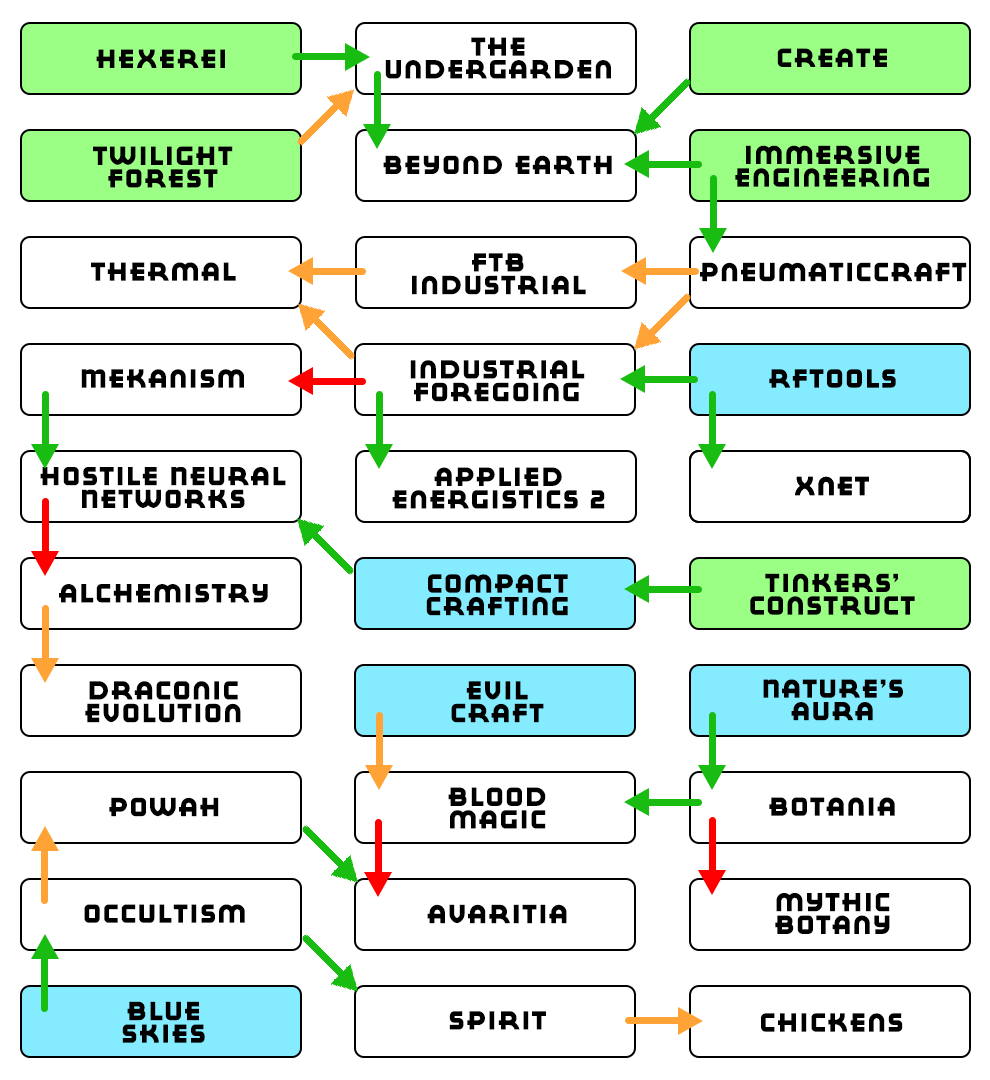 HEXEREI
THE
UNDERGARDEN
CREATE
TWILIGHT
FOREST
BEYOND EARTH
IMMERSIVE
ENGINEERING
THERMAL
FTB
INDUSTRIAL
PNEUMATICCRAFT
MEKANISM
INDUSTRIAL
FOREGOING
RFTOOLS
HOSTILE NEURAL
NETWORKS
APPLIED
ENERGISTICS 2
XNET
ALCHEMISTRY
COMPACT
CRAFTING
TINKERS'
CONSTRUCT
DRACONIC
EVOLUTION
EVIL
CRAFT
NATURE'S
AURA
POWAH
BLOOD
MAGIC
BOTANIA
OCCULTISM
AVARITIA
MYTHIC
BOTANY
BLUE
SKIES
SPIRIT
CHICKENS